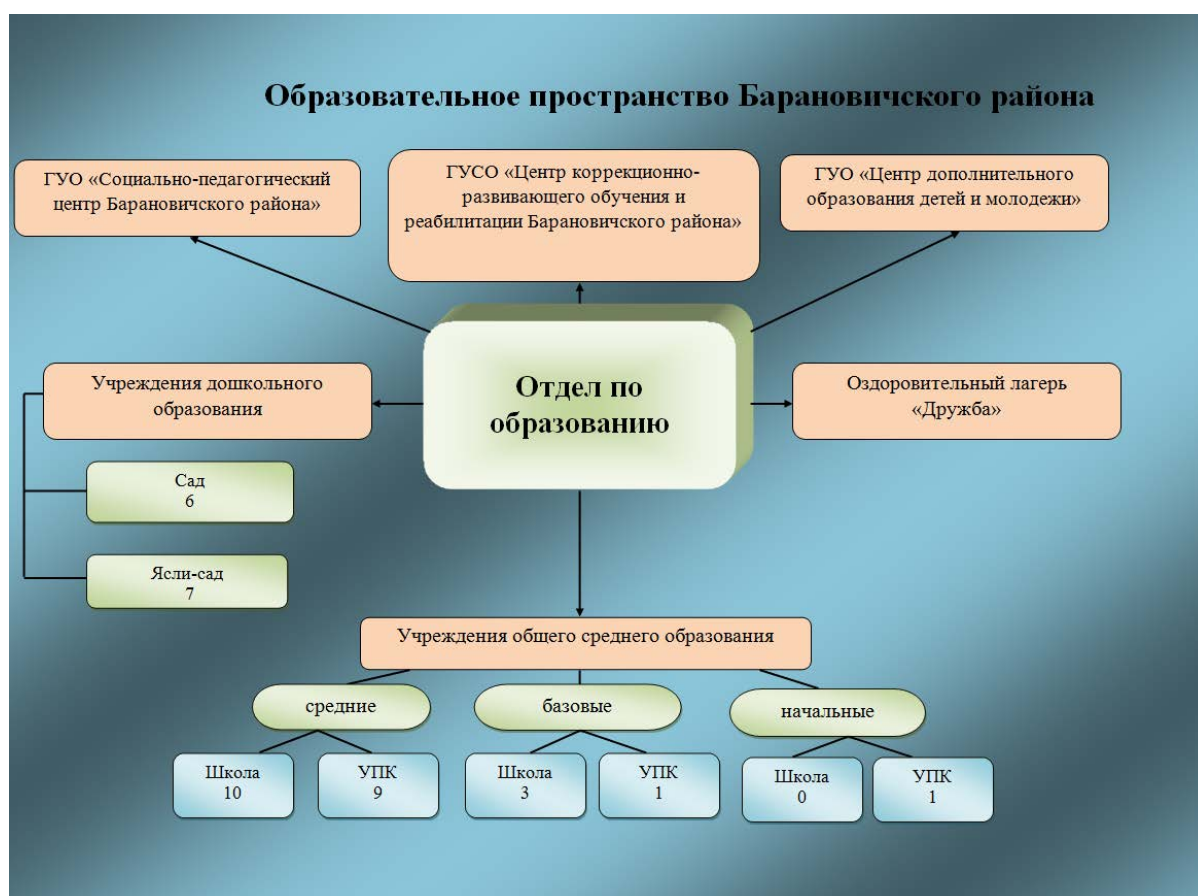 Образовательное пространство Барановичского района
ГУО «Социально-педагогический
центр Барановичского района»
ГУСО «Центр коррекционно-
развивающего обучения и
реабилитации Барановичского района»
ГУО «Центр дополнительного
образования детей и молодежи»
Учреждения дошкольного
образования
Отдел по
образованию
Оздоровительный лагерь
«Дружба»
Сад
6
Ясли-сад
7
Учреждения общего среднего образования
средние
базовые
начальные
Школа
10
УПК
9
Школа
3
УПК
1
Школа
0
УПК
1